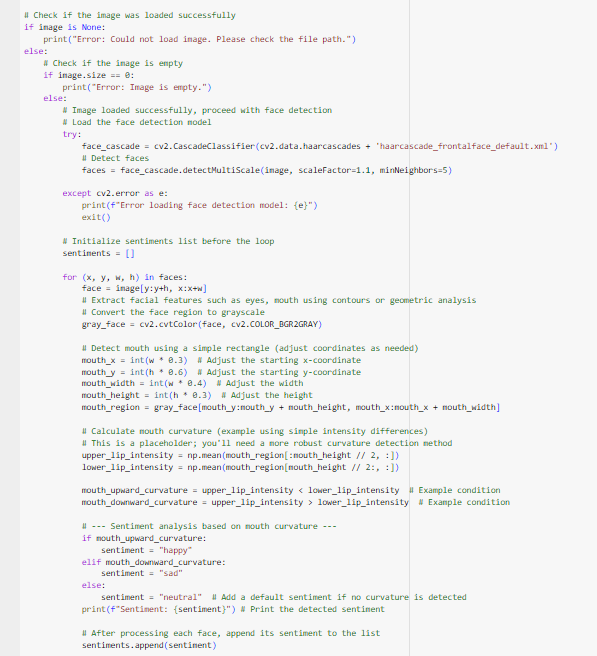 # Check if the image was loaded successfully
if image is None:
    print("Error: Could not load image. Please check the file path.")
else:
    # Check if the image is empty
    if image.size == 0:
        print("Error: Image is empty.")
    else:
        # Image loaded successfully, proceed with face detection
        # Load the face detection model
        try:
            face_cascade = cv2.CascadeClassifier(cv2.data.haarcascades + 'haarcascade_frontalface_default.xml')
            # Detect faces
            faces = face_cascade.detectMultiScale(image, scaleFactor=1.1, minNeighbors=5)

        except cv2.error as e:
            print(f"Error loading face detection model: {e}")
            exit()

        # Initialize sentiments list before the loop
        sentiments = []

        for (x, y, w, h) in faces:
            face = image[y:y+h, x:x+w]
            # Extract facial features such as eyes, mouth using contours or geometric analysis
            # Convert the face region to grayscale
            gray_face = cv2.cvtColor(face, cv2.COLOR_BGR2GRAY)

            # Detect mouth using a simple rectangle (adjust coordinates as needed)
            mouth_x = int(w * 0.3)  # Adjust the starting x-coordinate
            mouth_y = int(h * 0.6)  # Adjust the starting y-coordinate
            mouth_width = int(w * 0.4)  # Adjust the width
            mouth_height = int(h * 0.3)  # Adjust the height
            mouth_region = gray_face[mouth_y:mouth_y + mouth_height, mouth_x:mouth_x + mouth_width]

            # Calculate mouth curvature (example using simple intensity differences)
            # This is a placeholder; you'll need a more robust curvature detection method
            upper_lip_intensity = np.mean(mouth_region[:mouth_height // 2, :])
            lower_lip_intensity = np.mean(mouth_region[mouth_height // 2:, :])

            mouth_upward_curvature = upper_lip_intensity < lower_lip_intensity  # Example condition
            mouth_downward_curvature = upper_lip_intensity > lower_lip_intensity  # Example condition

            # --- Sentiment analysis based on mouth curvature ---
            if mouth_upward_curvature:
                sentiment = "happy"
            elif mouth_downward_curvature:
                sentiment = "sad"
            else:
                sentiment = "neutral"  # Add a default sentiment if no curvature is detected
            print(f"Sentiment: {sentiment}") # Print the detected sentiment

            # After processing each face, append its sentiment to the list
            sentiments.append(sentiment)